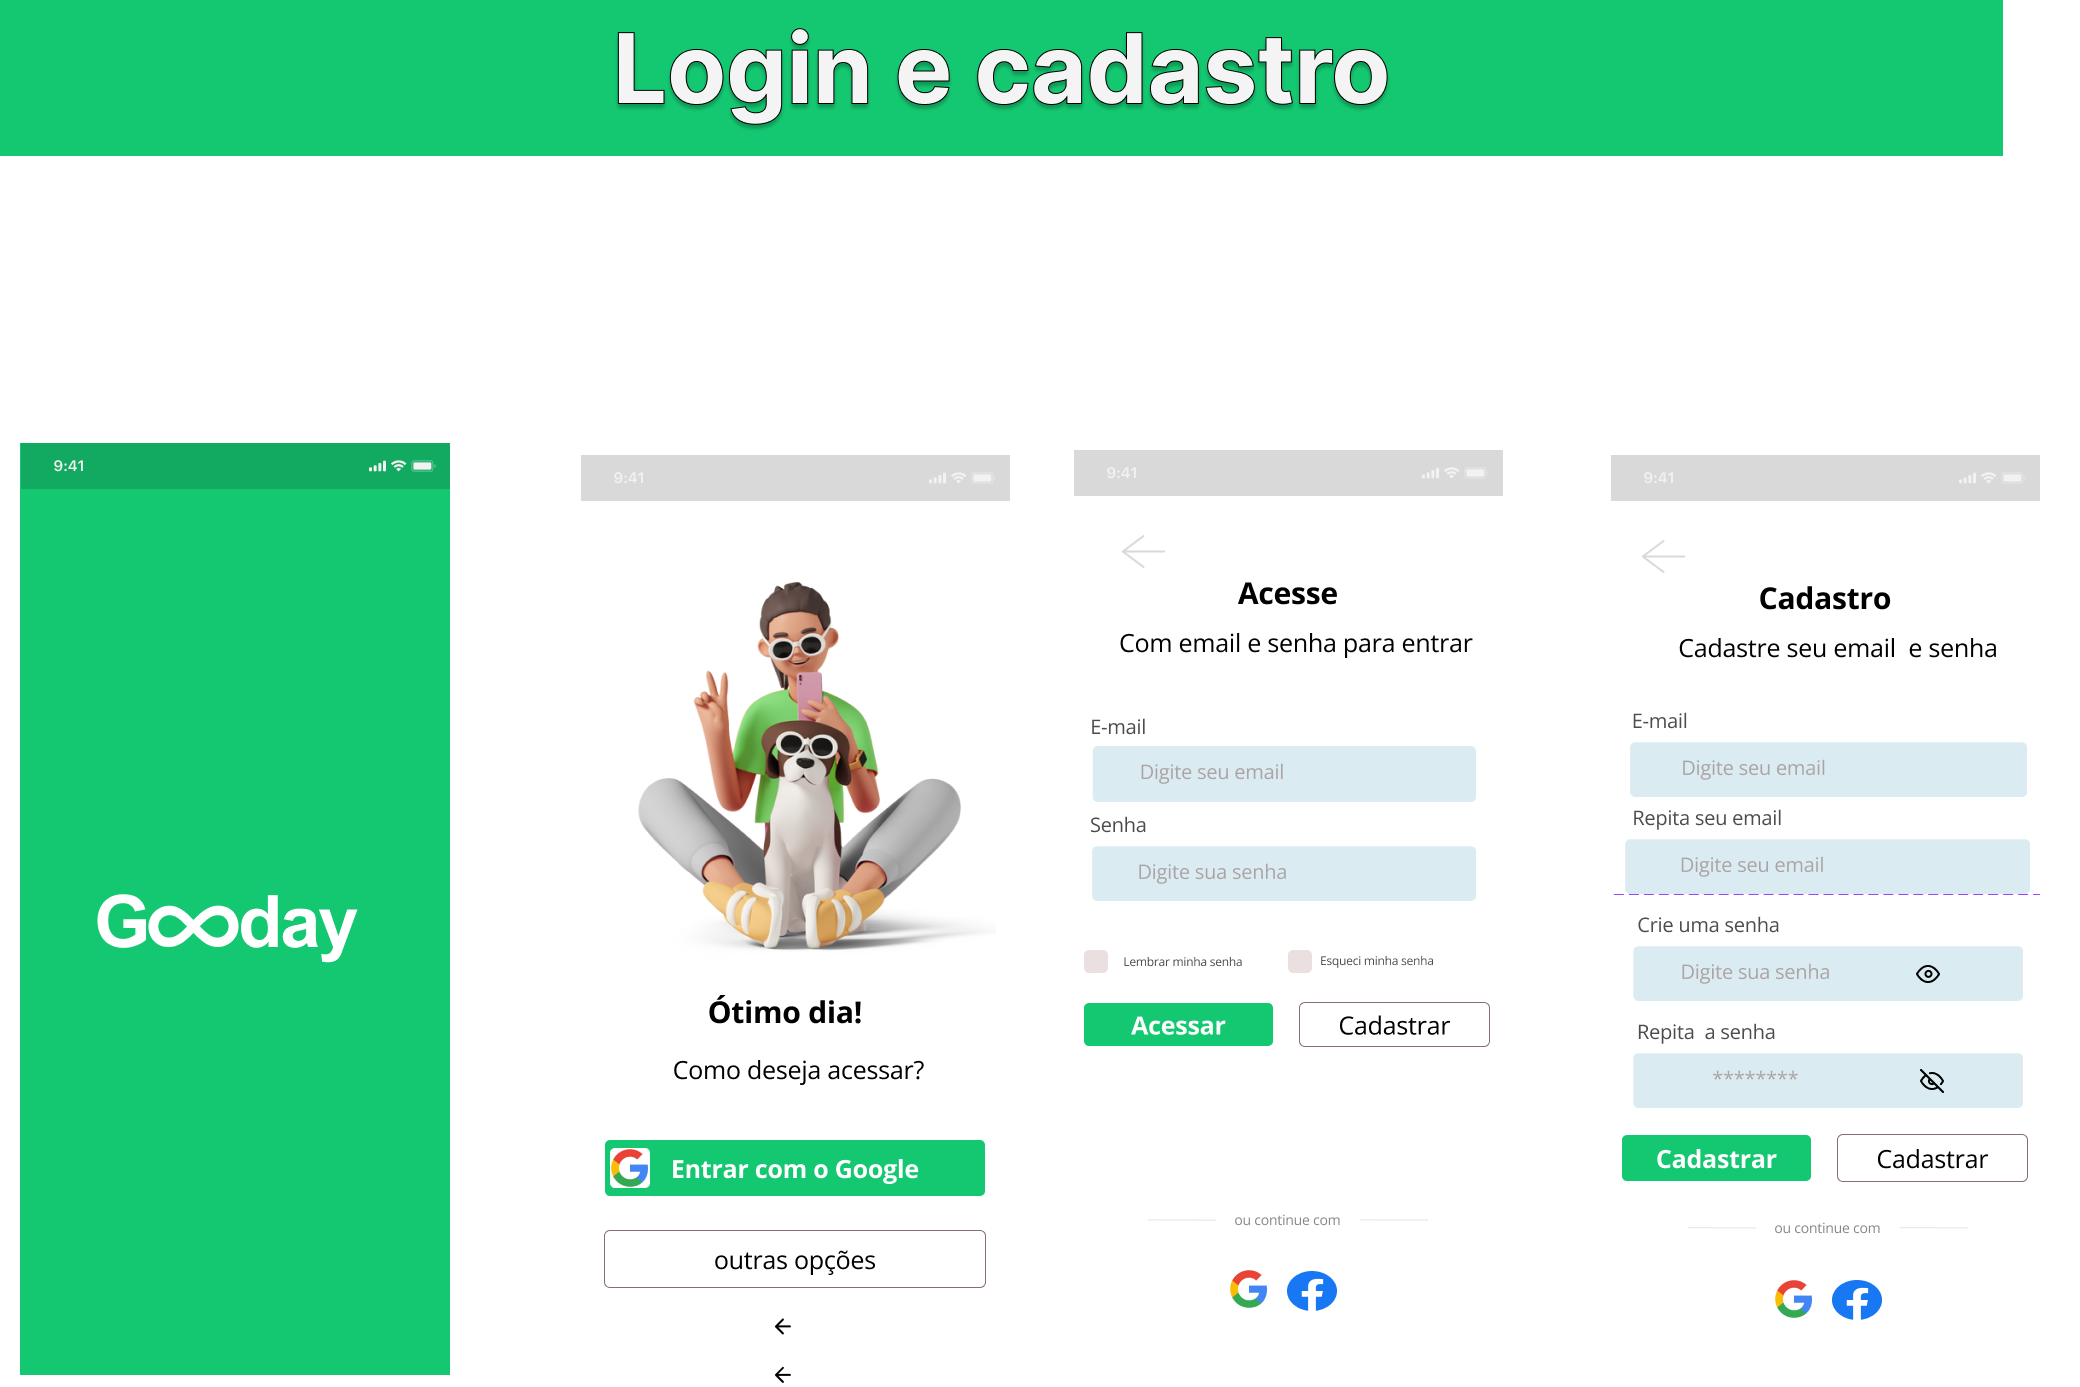 Login e cadastro
9:41
Gooday
9:41
Ótimo dia!
Como deseja acessar?
Entrar com o Google
outras opções
9:41
Acesse
Com email e senha para entrar
E-mail
Digite seu email
Senha
Digite sua senha
Lembrar minha senha
Esqueci minha senha
Acessar
Cadastrar
ou continue com
9:41
Cadastro
Cadastre seu email  e senha
E-mail
Digite seu email
Repita seu email
Digite seu email
Crie uma senha
Digite sua senha
Repita  a senha
********
Cadastrar
Cadastrar
ou continue com